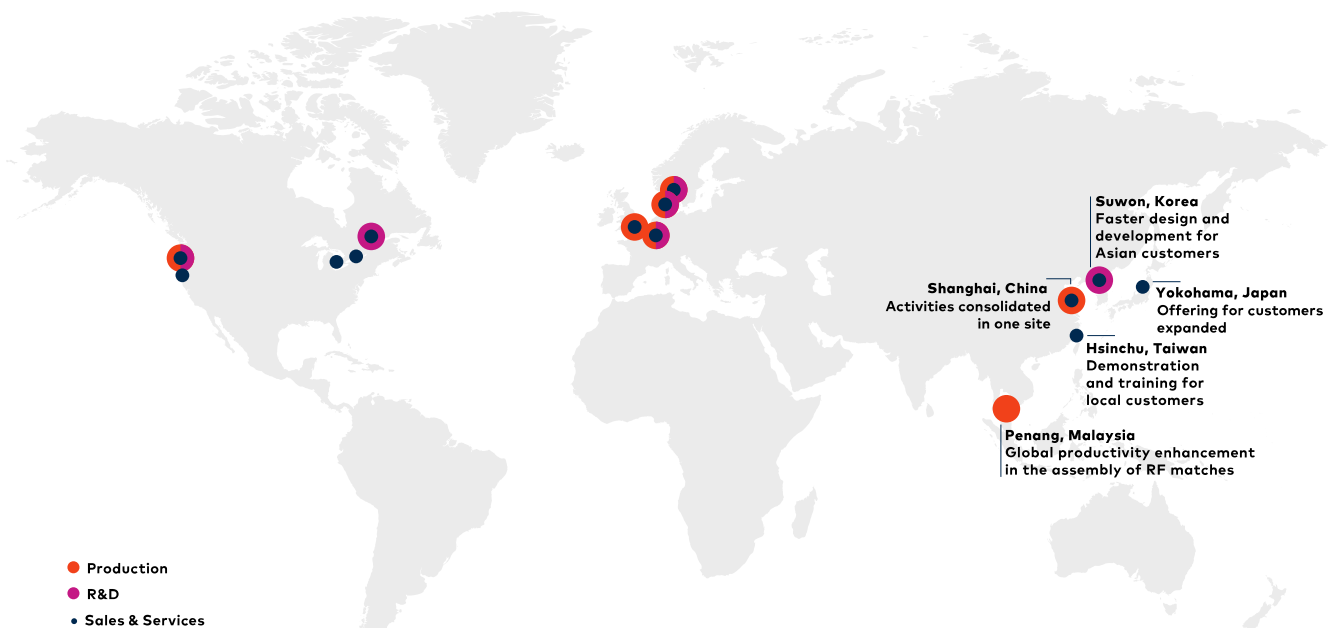 Suwon, Korea
Faster design and
development for
Asian customers
Shanghai, China
Activities consolidated
in one site
Yokohama, Japan
Offering for customers
expanded
Hsinchu, Taiwan
Demonstration
and training for
local customers
Penang, Malaysia
Global productivity enhancement
in the assembly of RF matches
Production
R&D
Sales & Services